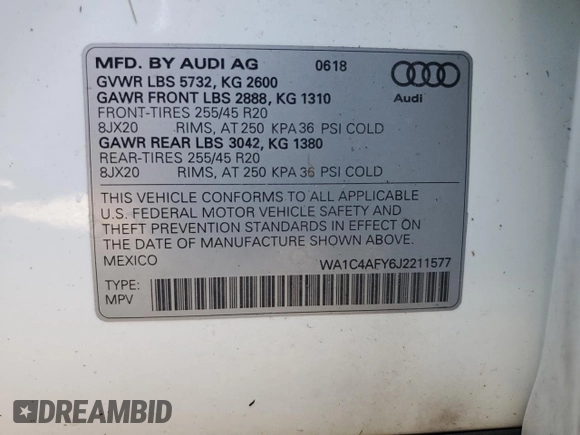 MFD. BY AUDI AG 0618
GVWR LBS 5732, KG 2600
GAWR FRONT LBS 2888, KG 1310
FRONT-TIRES 255/45 R20
8JX20 RIMS, AT 250 KPA 36 PSI COLD
GAWR REAR LBS 3042, KG 1380
REAR-TIRES 255/45 R20
8JX20 RIMS, AT 250 KPA 36 PSI COLD
Audi
THIS VEHICLE CONFORMS TO ALL APPLICABLE
U.S. FEDERAL MOTOR VEHICLE SAFETY AND
THEFT PREVENTION STANDARDS IN EFFECT ON
THE DATE OF MANUFACTURE SHOWN ABOVE.
MEXICO WA1C4AFY6J2211577
TYPE:
MPV
DREAMBID